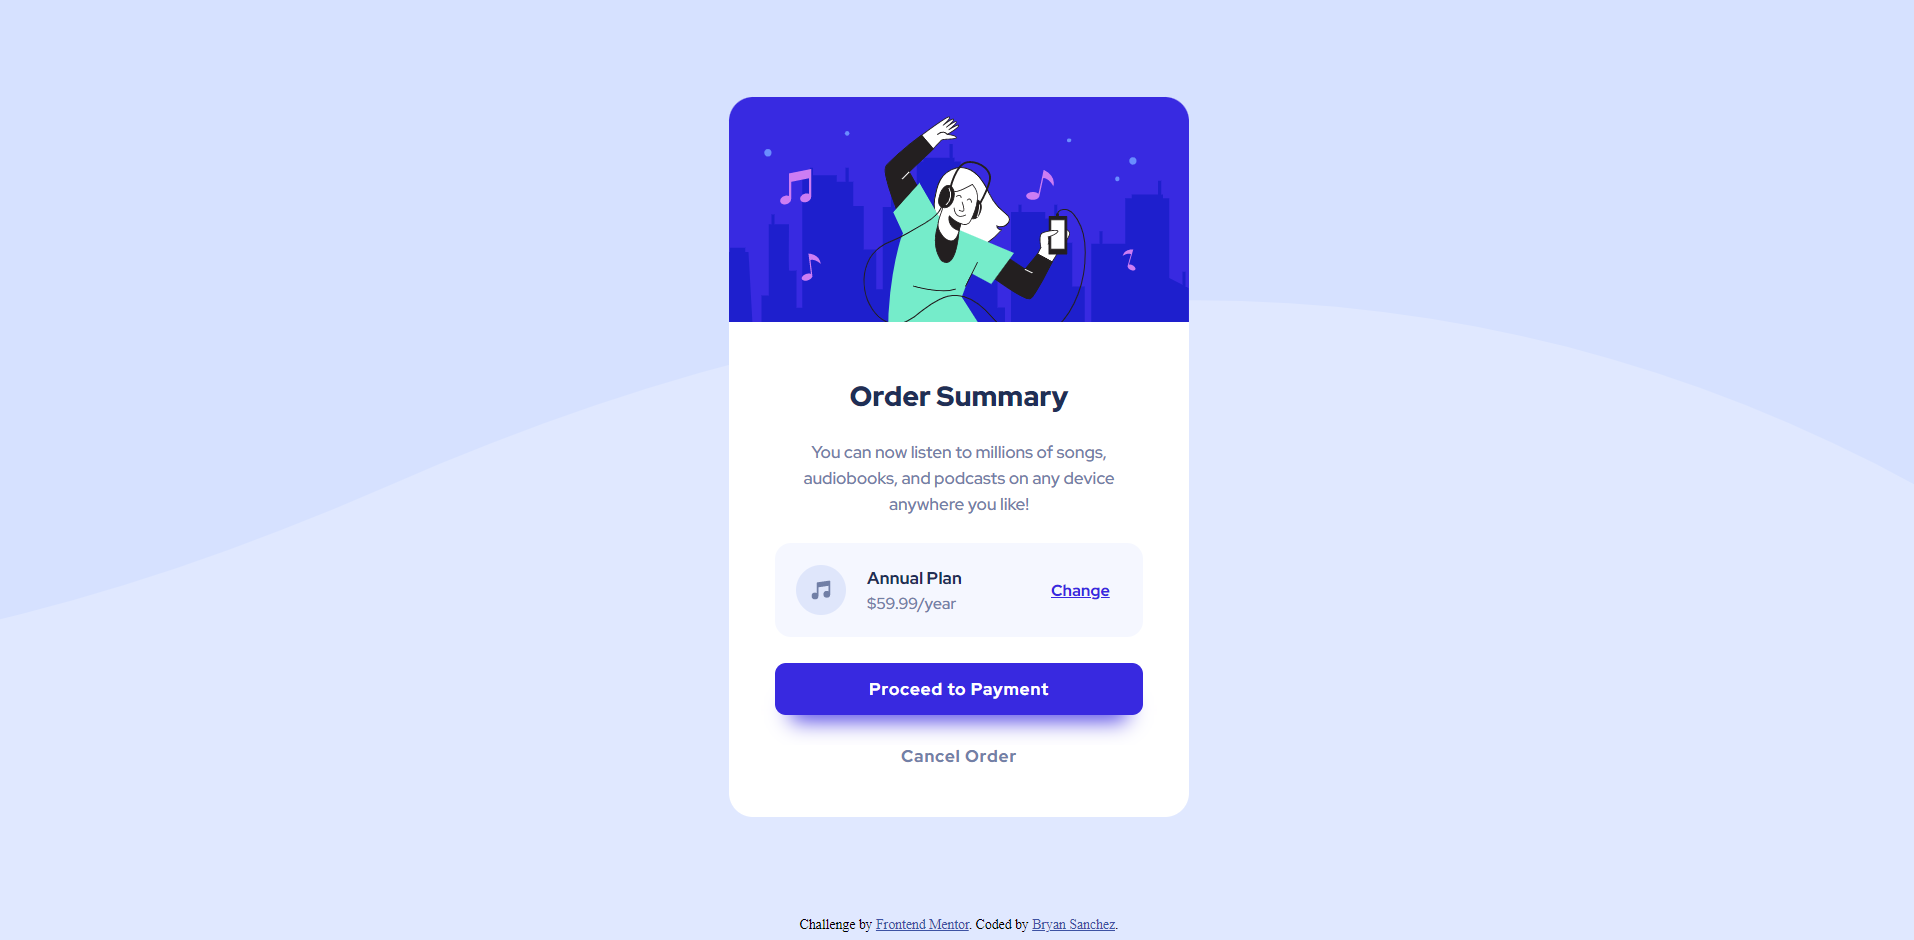 Order Summary
You can now listen to millions of songs,
audiobooks, and podcasts on any device
anywhere you like!
Annual Plan
$59.99/year
Change
Proceed to Payment
Cancel Order
Challenge by Frontend Mentor. Coded by Bryan Sanchez.